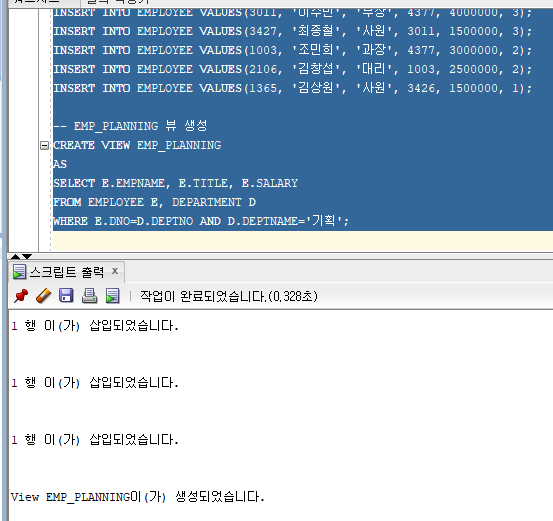 INSERT INTO EMPLOYEE VALUES(3011, '이수민', '부장', 4377, 4000000, 3);
INSERT INTO EMPLOYEE VALUES(3427, '최종철', '사원', 3011, 1500000, 3);
INSERT INTO EMPLOYEE VALUES(1003, '조민희', '과장', 4377, 3000000, 2);
INSERT INTO EMPLOYEE VALUES(2106, '김창섭', '대리', 1003, 2500000, 2);
INSERT INTO EMPLOYEE VALUES(1365, '김상원', '사원', 3426, 1500000, 1);
-- EMP_PLANNING 뷰 생성
CREATE VIEW EMP_PLANNING
AS
SELECT E.EMPNAME, E.TITLE, E.SALARY
FROM EMPLOYEE E, DEPARTMENT D
WHERE E.DNO=D.DEPTNO AND D.DEPTNAME='기획';
스크립트 출력 x
작업이 완료되었습니다.(0,328초)
1 행 이(가) 삽입되었습니다.
1 행 이(가) 삽입되었습니다.
1 행 이(가) 삽입되었습니다.
View EMP_PLANNING이(가) 생성되었습니다.